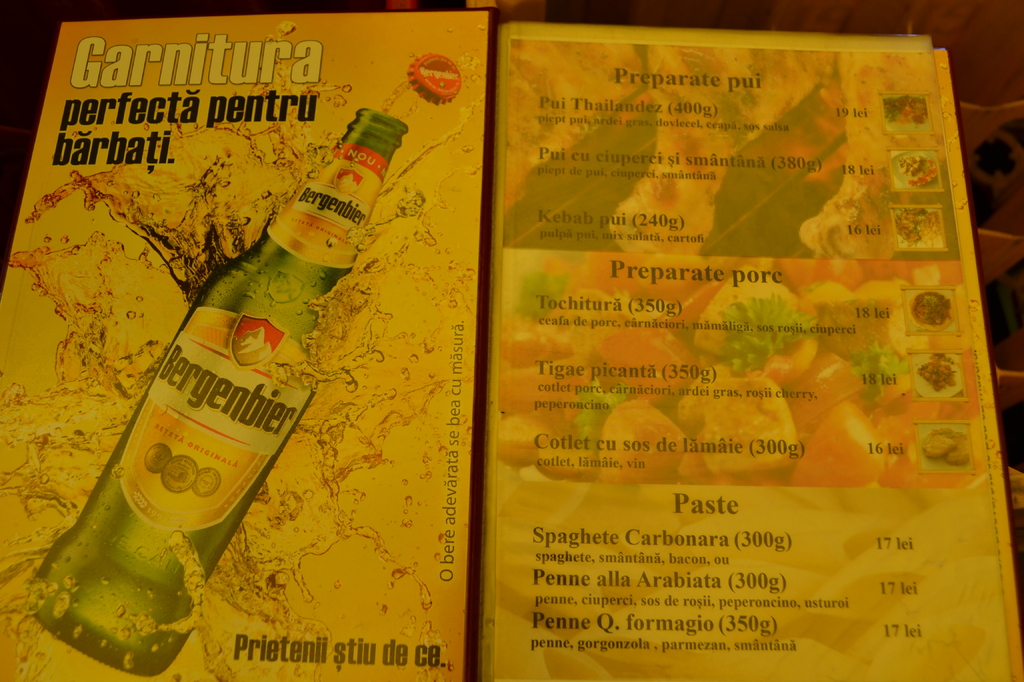 Garnitura
perfectă pentru
bărbați.
Bergenbier
NOU
Bergenbier
REȚETĂ ORIGINALĂ
Bergenbier
REȚETĂ ORIGINALĂ
O bere adevărată se bea cu măsură.
Prietenii știu de ce.
Preparate pui
Pui Thailandez (400g) 19 lei
piept pui, ardei gras, dovlecel, ceapă, sos salsa
Pui cu ciuperci și smântână (380g) 18 lei
piept de pui, ciuperci, smântână
Kebab pui (240g) 16 lei
pulpă pui, mix salată, cartofi
Preparate porc
Tochitură (350g) 18 lei
ceafa de porc, cârnăciori, mămăligă, sos roșii, ciuperci
Tigae picantă (350g) 18 lei
cotlet porc, cârnăciori, ardei gras, roșii cherry,
peperoncino
Cotlet cu sos de lămâie (300g) 16 lei
cotlet, lămâie, vin
Paste
Spaghete Carbonara (300g) 17 lei
spaghete, smântână, bacon, ou
Penne alla Arabiata (300g) 17 lei
penne, ciuperci, sos de roșii, peperoncino, usturoi
Penne Q. formagio (350g) 17 lei
penne, gorgonzola , parmezan, smântână